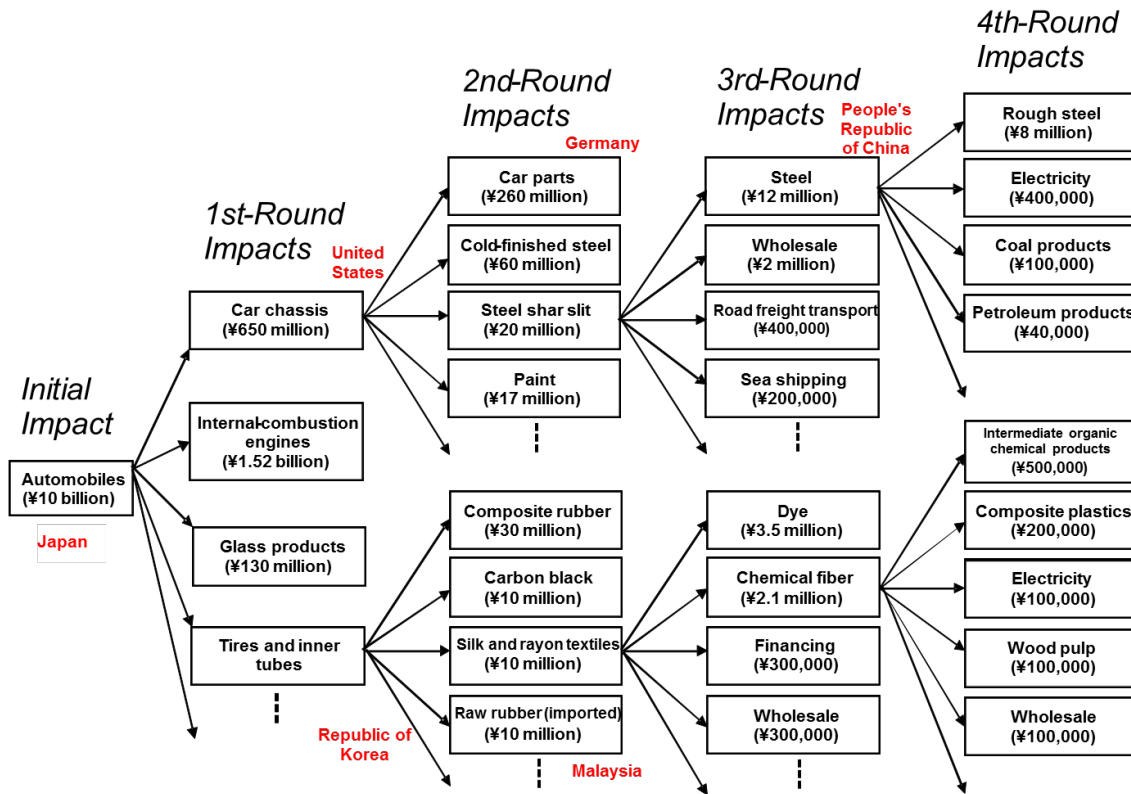 Initial
Impact
Automobiles
(¥10 billion)
Japan
1st-Round
Impacts
United
States
Car chassis
(¥650 million)
Internal-combustion
engines
(¥1.52 billion)
Glass products
(¥130 million)
Tires and inner
tubes
Republic of
Korea
2nd-Round
Impacts
Germany
Car parts
(¥260 million)
Cold-finished steel
(¥60 million)
Steel shar slit
(¥20 million)
Paint
(¥17 million)
Composite rubber
(¥30 million)
Carbon black
(¥10 million)
Silk and rayon textiles
(¥10 million)
Raw rubber (imported)
(¥10 million)
Malaysia
3rd-Round
Impacts
People's
Republic
of China
Steel
(¥12 million)
Wholesale
(¥2 million)
Road freight transport
(¥400,000)
Sea shipping
(¥200,000)
Dye
(¥3.5 million)
Chemical fiber
(¥2.1 million)
Financing
(¥300,000)
Wholesale
(¥300,000)
4th-Round
Impacts
Rough steel
(¥8 million)
Electricity
(¥400,000)
Coal products
(¥100,000)
Petroleum products
(¥40,000)
Intermediate organic
chemical products
(¥500,000)
Composite plastics
(¥200,000)
Electricity
(¥100,000)
Wood pulp
(¥100,000)
Wholesale
(¥100,000)